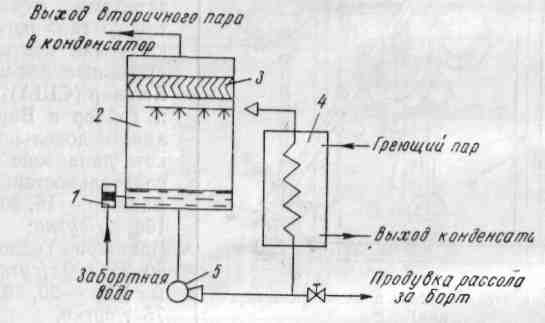 Выход вторичного пара
в конденсатор
3
2
4
Греющий пар
1
Выход конденсата
Забортная
вода
5
Продувка рассола
за борт